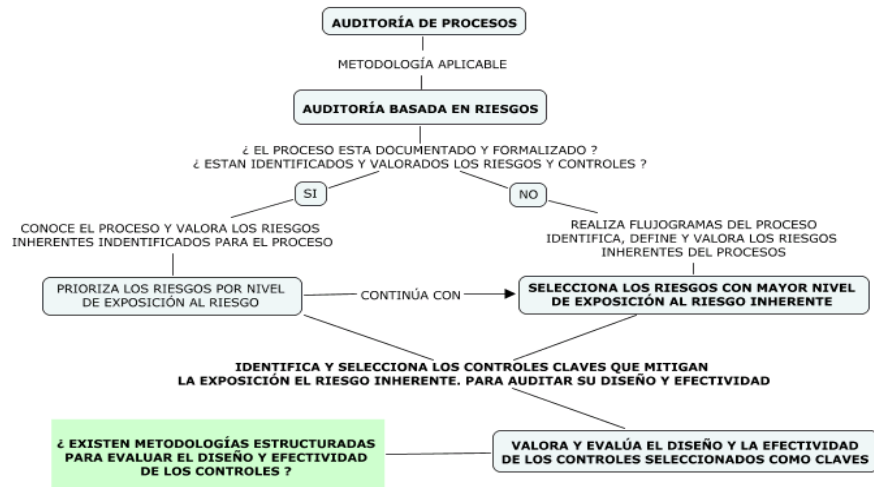 AUDITORÍA DE PROCESOS
METODOLOGÍA APLICABLE
AUDITORÍA BASADA EN RIESGOS
¿ EL PROCESO ESTA DOCUMENTADO Y FORMALIZADO ?
¿ ESTAN IDENTIFICADOS Y VALORADOS LOS RIESGOS Y CONTROLES ?
SI
NO
CONOCE EL PROCESO Y VALORA LOS RIESGOS
INHERENTES INDENTIFICADOS PARA EL PROCESO
REALIZA FLUJOGRAMAS DEL PROCESO
IDENTIFICA, DEFINE Y VALORA LOS RIESGOS
INHERENTES DEL PROCESOS
PRIORIZA LOS RIESGOS POR NIVEL
DE EXPOSICIÓN AL RIESGO
CONTINÚA CON
SELECCIONA LOS RIESGOS CON MAYOR NIVEL
DE EXPOSICIÓN AL RIESGO INHERENTE
IDENTIFICA Y SELECCIONA LOS CONTROLES CLAVES QUE MITIGAN
LA EXPOSICIÓN EL RIESGO INHERENTE. PARA AUDITAR SU DISEÑO Y EFECTIVIDAD
¿ EXISTEN METODOLOGÍAS ESTRUCTURADAS
PARA EVALUAR EL DISEÑO Y EFECTIVIDAD
DE LOS CONTROLES ?
VALORA Y EVALÚA EL DISEÑO Y LA EFECTIVIDAD
DE LOS CONTROLES SELECCIONADOS COMO CLAVES